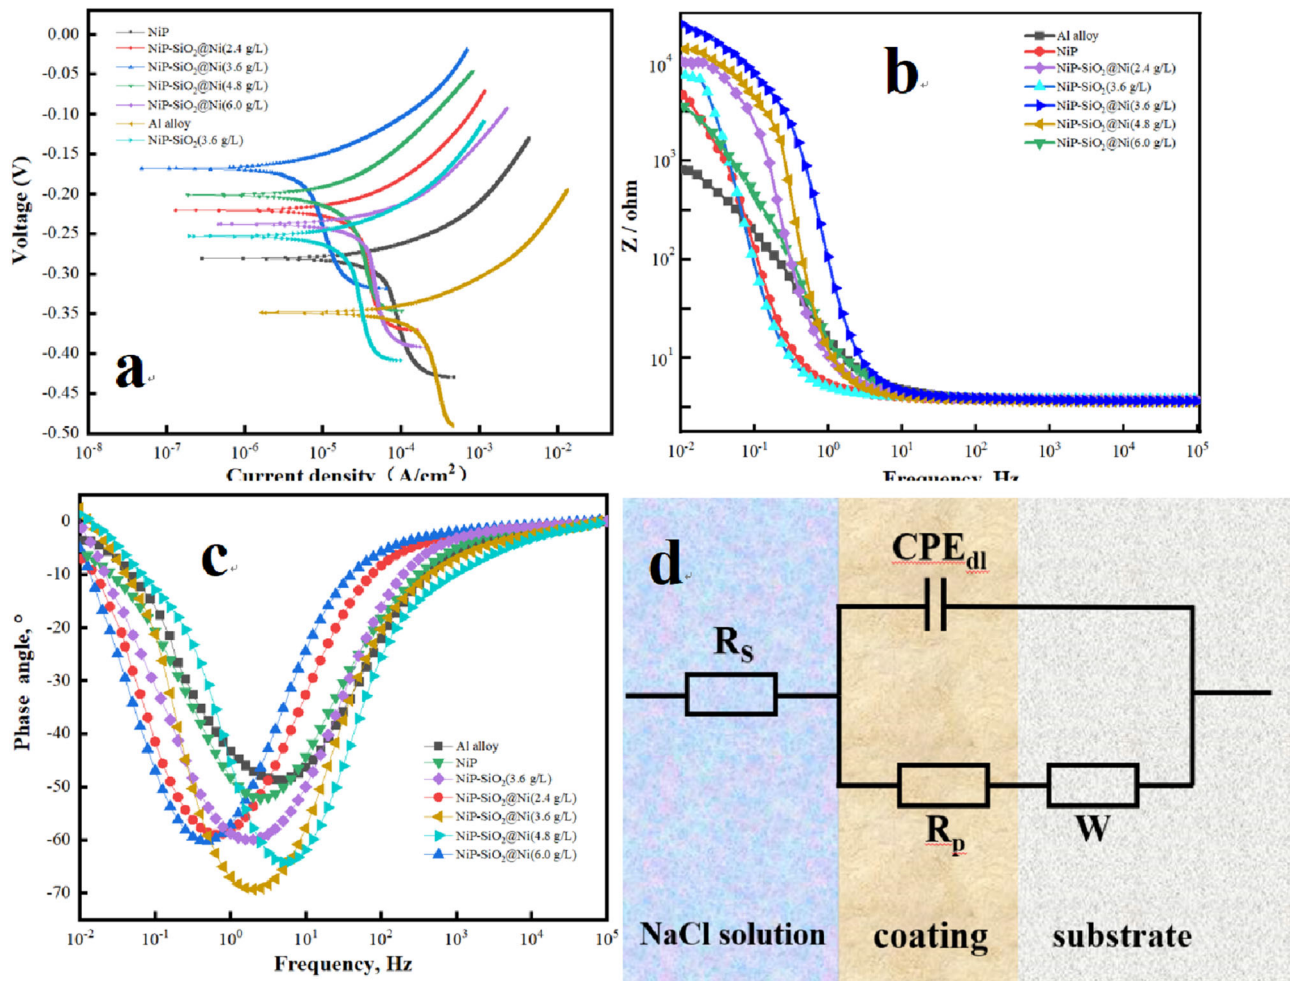 0.00
-0.05
-0.10
-0.15
-0.20
-0.25
-0.30
-0.35
-0.40
-0.45
-0.50
Voltage (V)
NiP
NiP-SiO₂@Ni(2.4 g/L)
NiP-SiO₂@Ni(3.6 g/L)
NiP-SiO₂@Ni(4.8 g/L)
NiP-SiO₂@Ni(6.0 g/L)
Al alloy
NiP-SiO₂(3.6 g/L)
a
10⁻⁸ 10⁻⁷ 10⁻⁶ 10⁻⁵ 10⁻⁴ 10⁻³ 10⁻²
Current density (A/cm²)
10⁴
10³
10²
10¹
Z / ohm
b
Al alloy
NiP
NiP-SiO₂@Ni(2.4 g/L)
NiP-SiO₂(3.6 g/L)
NiP-SiO₂@Ni(3.6 g/L)
NiP-SiO₂@Ni(4.8 g/L)
NiP-SiO₂@Ni(6.0 g/L)
10⁻² 10⁻¹ 10⁰ 10¹ 10² 10³ 10⁴ 10⁵
Frequency, Hz
0
-10
-20
-30
-40
-50
-60
-70
Phase angle, °
c
Al alloy
NiP
NiP-SiO₂(3.6 g/L)
NiP-SiO₂@Ni(2.4 g/L)
NiP-SiO₂@Ni(3.6 g/L)
NiP-SiO₂@Ni(4.8 g/L)
NiP-SiO₂@Ni(6.0 g/L)
10⁻² 10⁻¹ 10⁰ 10¹ 10² 10³ 10⁴ 10⁵
Frequency, Hz
d
CPE_dl
R_S
R_p
W
NaCl solution
coating
substrate